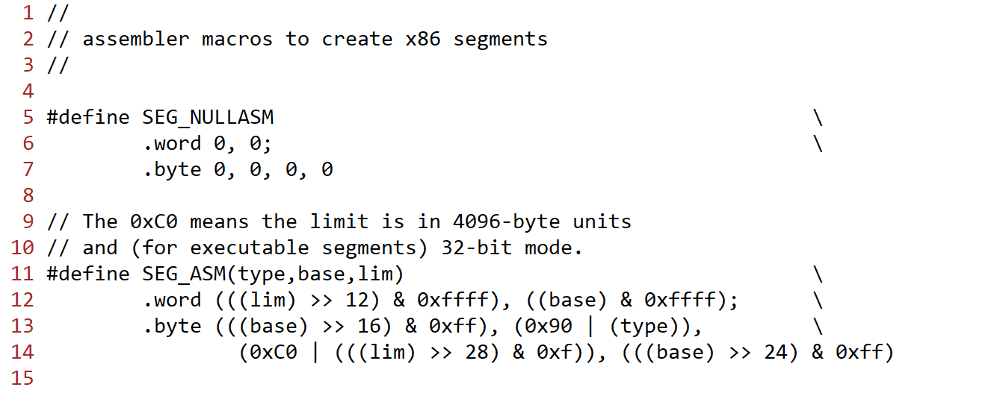 1 //
2 // assembler macros to create x86 segments
3 //
4
5 #define SEG_NULLASM                                             \
6         .word 0, 0;                                             \
7         .byte 0, 0, 0, 0
8
9 // The 0xC0 means the limit is in 4096-byte units
10 // and (for executable segments) 32-bit mode.
11 #define SEG_ASM(type,base,lim)                                  \
12         .word (((lim) >> 12) & 0xffff), ((base) & 0xffff);      \
13         .byte (((base) >> 16) & 0xff), (0x90 | (type)),         \
14                 (0xC0 | (((lim) >> 28) & 0xf)), (((base) >> 24) & 0xff)
15